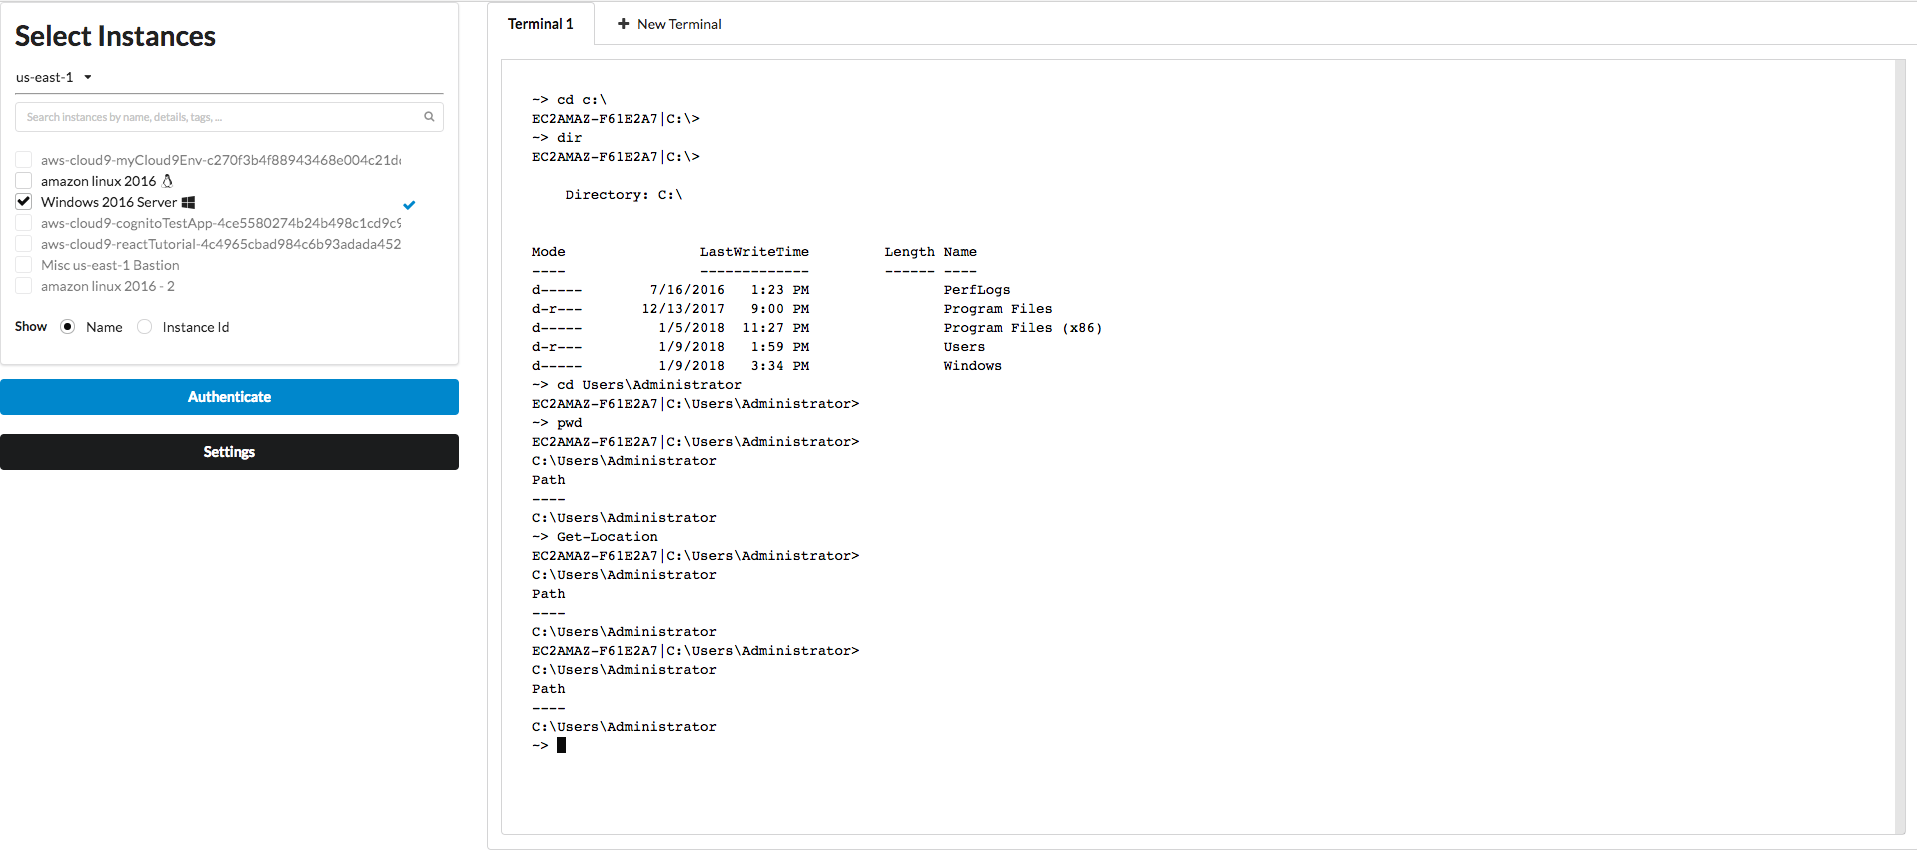 Select Instances
us-east-1
Search instances by name, details, tags, ...
aws-cloud9-myCloud9Env-c270f3b4f88943468e004c21d
amazon linux 2016
Windows 2016 Server
aws-cloud9-cognitoTestApp-4ce5580274b24b498c1cd9c9
aws-cloud9-reactTutorial-4c4965cbad984c6b93adada452
Misc us-east-1 Bastion
amazon linux 2016 - 2
Show Name Instance Id
Authenticate
Settings
Terminal 1 New Terminal
~> cd c:\
EC2AMAZ-F61E2A7|C:\>
~> dir
EC2AMAZ-F61E2A7|C:\>
Directory: C:\
Mode LastWriteTime Length Name
---- ------------- ------ ----
d----- 7/16/2016 1:23 PM PerfLogs
d-r--- 12/13/2017 9:00 PM Program Files
d----- 1/5/2018 11:27 PM Program Files (x86)
d-r--- 1/9/2018 1:59 PM Users
d----- 1/9/2018 3:34 PM Windows
~> cd Users\Administrator
EC2AMAZ-F61E2A7|C:\Users\Administrator>
~> pwd
EC2AMAZ-F61E2A7|C:\Users\Administrator>
C:\Users\Administrator
Path
----
C:\Users\Administrator
~> Get-Location
EC2AMAZ-F61E2A7|C:\Users\Administrator>
C:\Users\Administrator
Path
----
C:\Users\Administrator
EC2AMAZ-F61E2A7|C:\Users\Administrator>
C:\Users\Administrator
Path
----
C:\Users\Administrator
~>